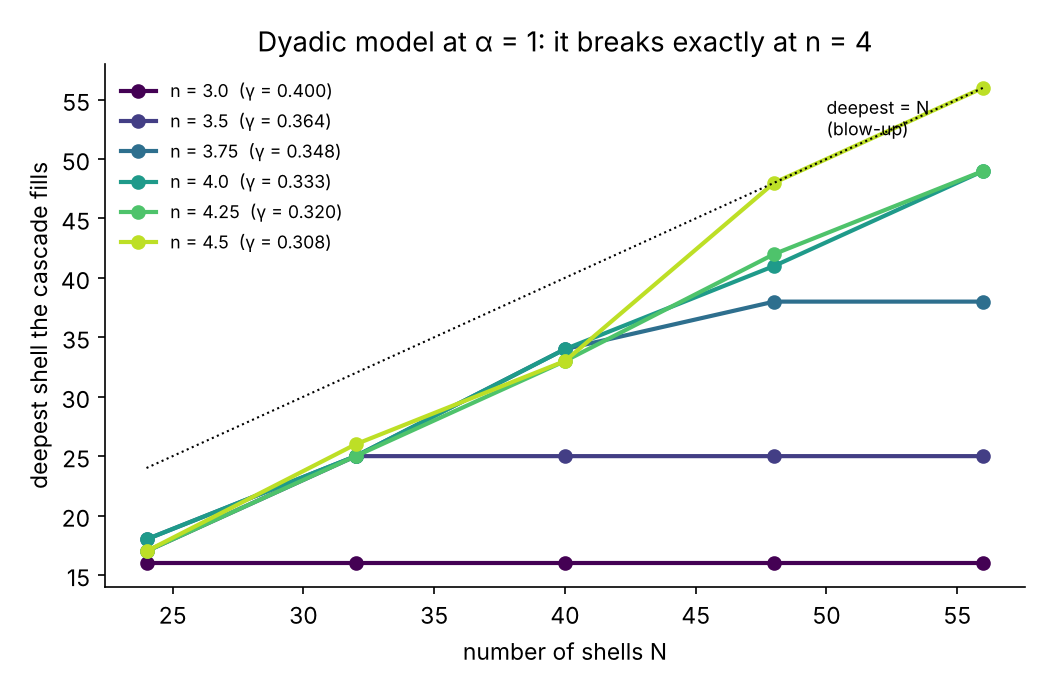 Dyadic model at α = 1: it breaks exactly at n = 4
deepest shell the cascade fills
55
50
45
40
35
30
25
20
15
n = 3.0 (γ = 0.400)
n = 3.5 (γ = 0.364)
n = 3.75 (γ = 0.348)
n = 4.0 (γ = 0.333)
n = 4.25 (γ = 0.320)
n = 4.5 (γ = 0.308)
deepest = N
(blow-up)
25
30
35
40
45
50
55
number of shells N